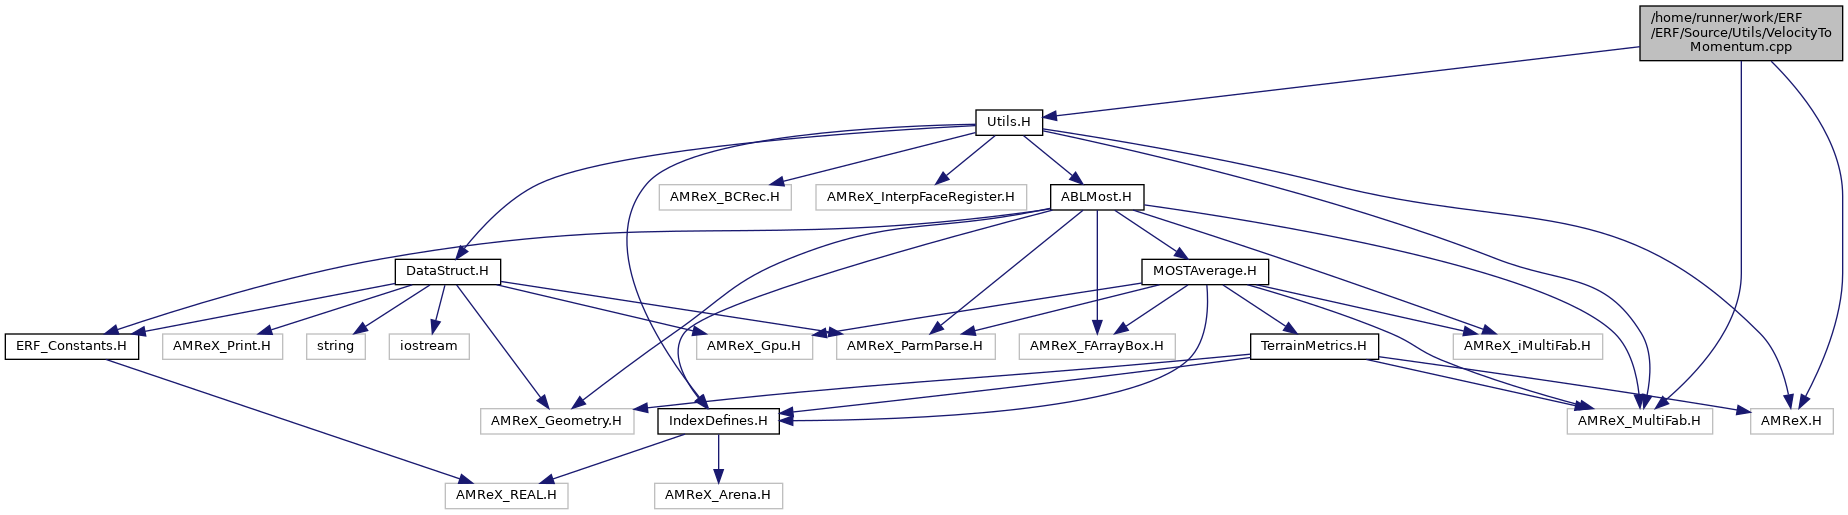 /home/runner/work/ERF
/ERF/Source/Utils/VelocityTo
Momentum.cpp
Utils.H
AMReX_BCRec.H
AMReX_InterpFaceRegister.H
ABLMost.H
DataStruct.H
MOSTAverage.H
ERF_Constants.H
AMReX_Print.H
string
iostream
AMReX_Gpu.H
AMReX_ParmParse.H
AMReX_FArrayBox.H
TerrainMetrics.H
AMReX_iMultiFab.H
AMReX_Geometry.H
IndexDefines.H
AMReX_MultiFab.H
AMReX.H
AMReX_REAL.H
AMReX_Arena.H